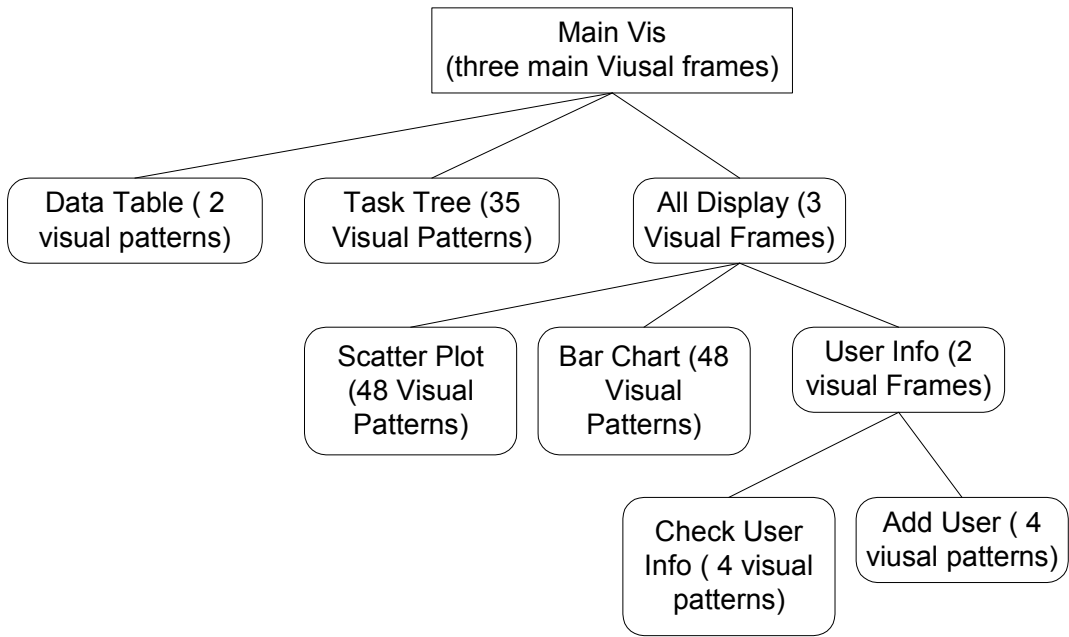 Main Vis
(three main Viusal frames)
Data Table ( 2
visual patterns)
Task Tree (35
Visual Patterns)
All Display (3
Visual Frames)
Scatter Plot
(48 Visual
Patterns)
Bar Chart (48
Visual
Patterns)
User Info (2
visual Frames)
Check User
Info ( 4 visual
patterns)
Add User ( 4
viusal patterns)